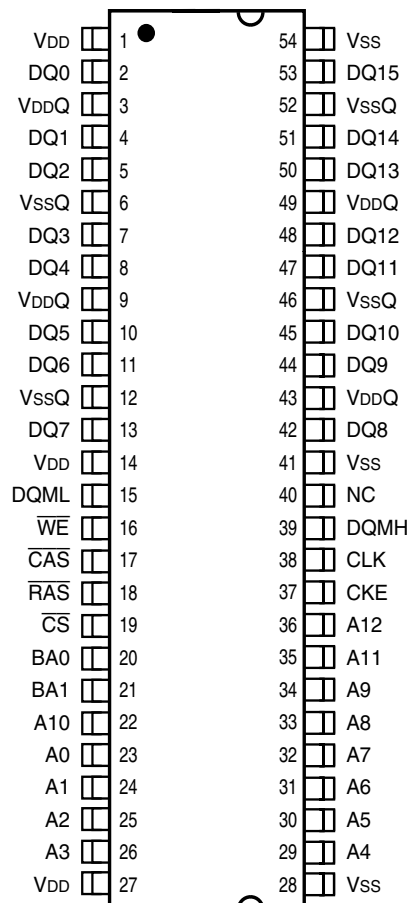 VDD 1 54 VSS
DQ0 2 53 DQ15
VDDQ 3 52 VSSQ
DQ1 4 51 DQ14
DQ2 5 50 DQ13
VSSQ 6 49 VDDQ
DQ3 7 48 DQ12
DQ4 8 47 DQ11
VDDQ 9 46 VSSQ
DQ5 10 45 DQ10
DQ6 11 44 DQ9
VSSQ 12 43 VDDQ
DQ7 13 42 DQ8
VDD 14 41 VSS
DQML 15 40 NC
W̅E̅ 16 39 DQMH
C̅A̅S̅ 17 38 CLK
R̅A̅S̅ 18 37 CKE
C̅S̅ 19 36 A12
BA0 20 35 A11
BA1 21 34 A9
A10 22 33 A8
A0 23 32 A7
A1 24 31 A6
A2 25 30 A5
A3 26 29 A4
VDD 27 28 VSS